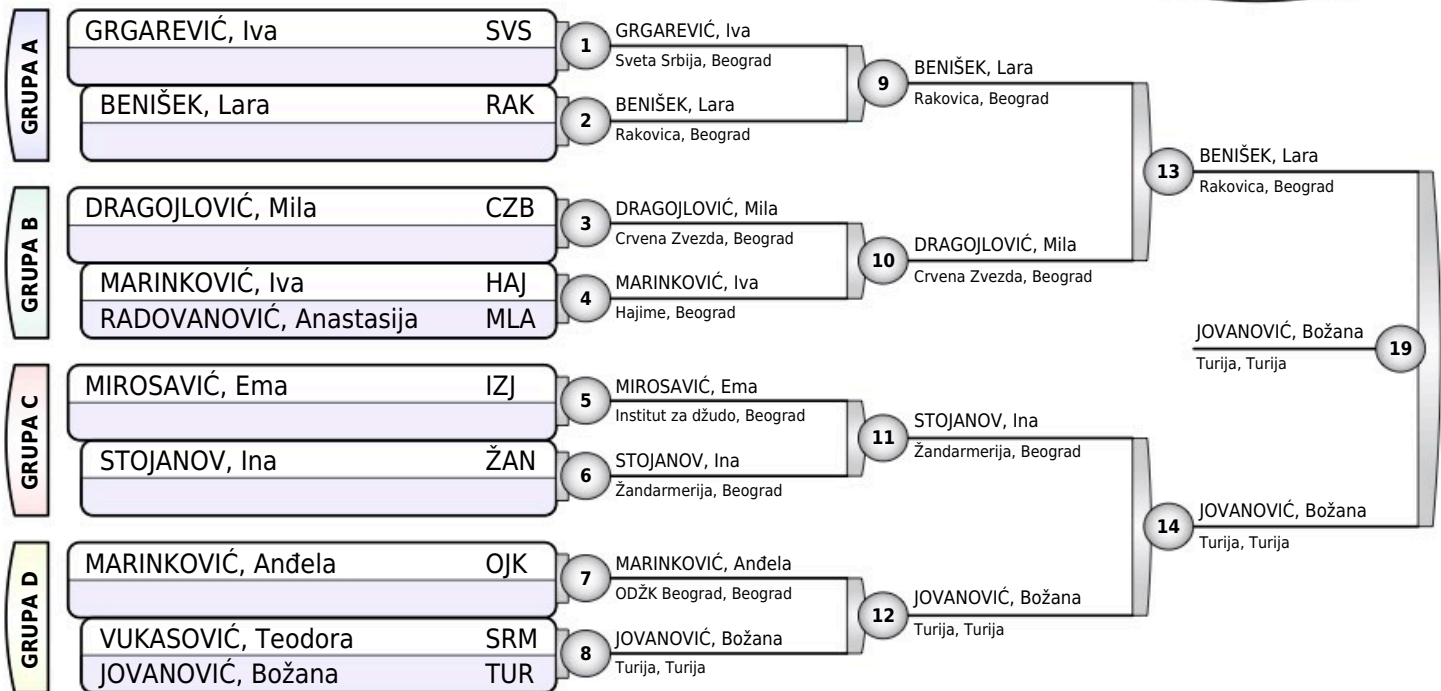 GRUPA A
GRGAREVIĆ, Iva SVS
BENIŠEK, Lara RAK
1
GRGAREVIĆ, Iva
Sveta Srbija, Beograd
2
BENIŠEK, Lara
Rakovica, Beograd
9
BENIŠEK, Lara
Rakovica, Beograd
GRUPA B
DRAGOJLOVIĆ, Mila CZB
MARINKOVIĆ, Iva HAJ
RADOVANOVIĆ, Anastasija MLA
3
DRAGOJLOVIĆ, Mila
Crvena Zvezda, Beograd
4
MARINKOVIĆ, Iva
Hajime, Beograd
10
DRAGOJLOVIĆ, Mila
Crvena Zvezda, Beograd
13
BENIŠEK, Lara
Rakovica, Beograd
GRUPA C
MIROSAVIĆ, Ema IZJ
STOJANOV, Ina ŽAN
5
MIROSAVIĆ, Ema
Institut za džudo, Beograd
6
STOJANOV, Ina
Žandarmerija, Beograd
11
STOJANOV, Ina
Žandarmerija, Beograd
GRUPA D
MARINKOVIĆ, Anđela OJK
VUKASOVIĆ, Teodora SRM
JOVANOVIĆ, Božana TUR
7
MARINKOVIĆ, Anđela
ODŽK Beograd, Beograd
8
JOVANOVIĆ, Božana
Turija, Turija
12
JOVANOVIĆ, Božana
Turija, Turija
14
JOVANOVIĆ, Božana
Turija, Turija
JOVANOVIĆ, Božana
Turija, Turija
19